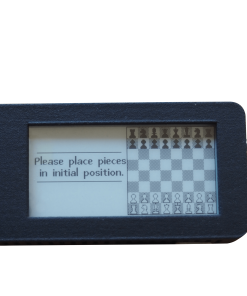 Please place pieces
in initial position.